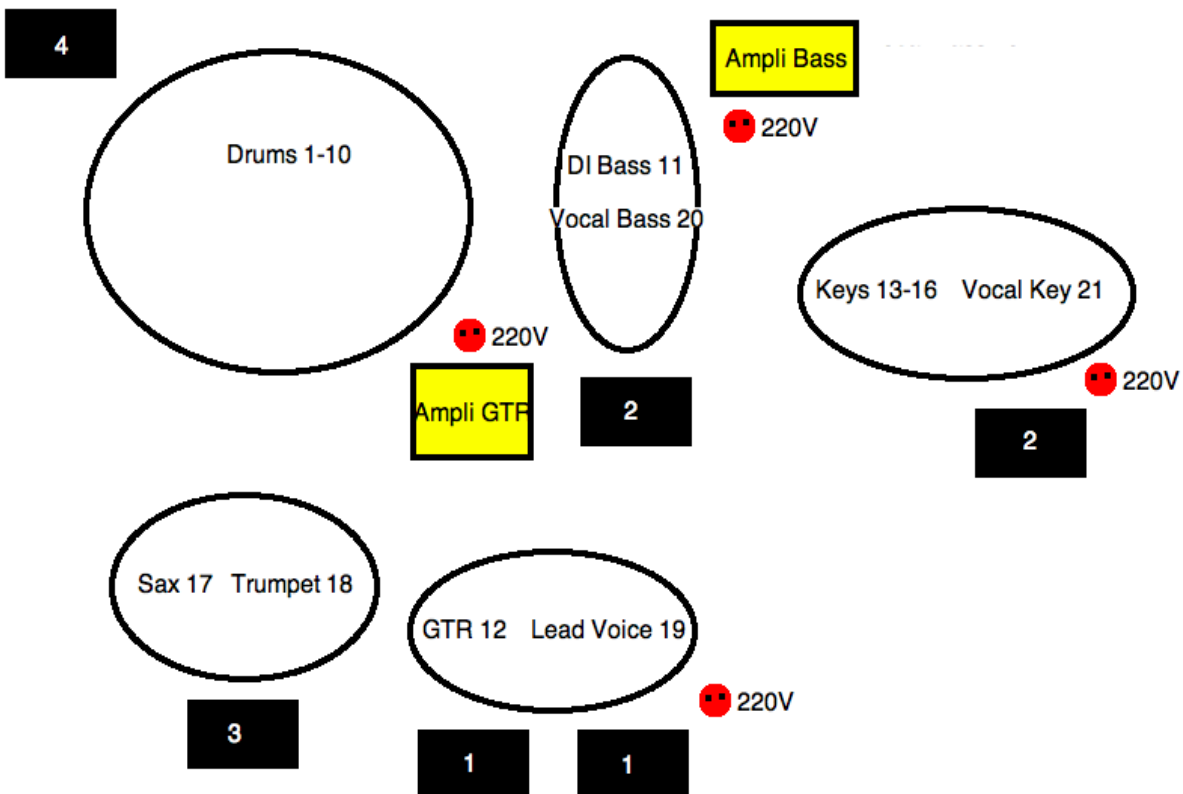 4
Ampli Bass
220V
Drums 1-10
DI Bass 11
Vocal Bass 20
Keys 13-16 Vocal Key 21
220V
220V
Ampli GTR
2
2
Sax 17 Trumpet 18
GTR 12 Lead Voice 19
220V
3
1
1